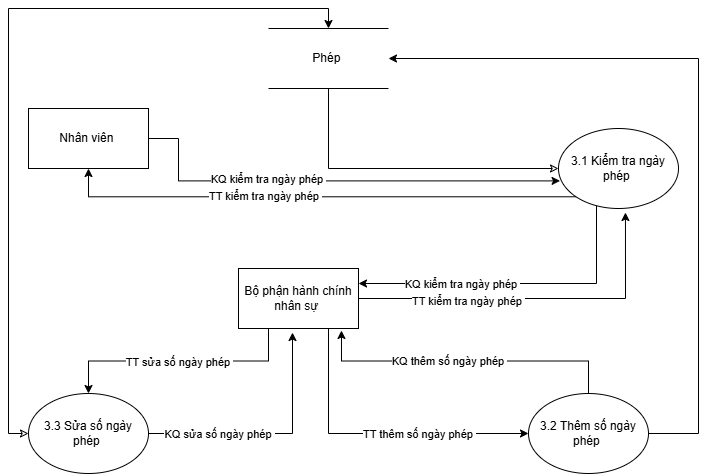 Phép
Nhân viên
3.1 Kiểm tra ngày
phép
KQ kiểm tra ngày phép
TT kiểm tra ngày phép
Bộ phận hành chính
nhân sự
KQ kiểm tra ngày phép
TT kiểm tra ngày phép
TT sửa số ngày phép
KQ thêm số ngày phép
3.3 Sửa số ngày
phép
KQ sửa số ngày phép
TT thêm số ngày phép
3.2 Thêm số ngày
phép